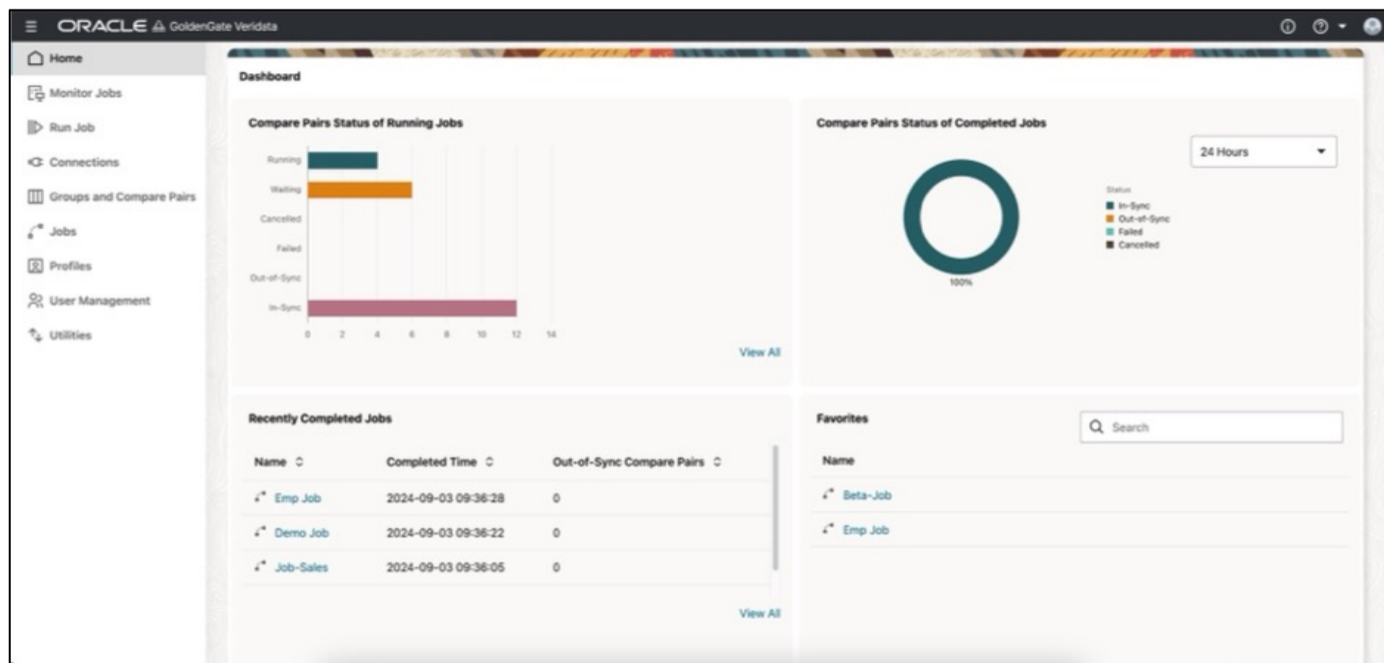 ORACLE GoldenGate Veridata
Home
Monitor Jobs
Run Job
Connections
Groups and Compare Pairs
Jobs
Profiles
User Management
Utilities
Dashboard
Compare Pairs Status of Running Jobs
Running
Waiting
Cancelled
Failed
Out-of-Sync
In-Sync
0 2 4 6 8 10 12 14
View All
Compare Pairs Status of Completed Jobs
24 Hours
100%
Status
In-Sync
Out-of-Sync
Failed
Cancelled
Recently Completed Jobs
Name Completed Time Out-of-Sync Compare Pairs
Emp Job 2024-09-03 09:36:28 0
Demo Job 2024-09-03 09:36:22 0
Job-Sales 2024-09-03 09:36:05 0
View All
Favorites
Search
Name
Beta-Job
Emp Job